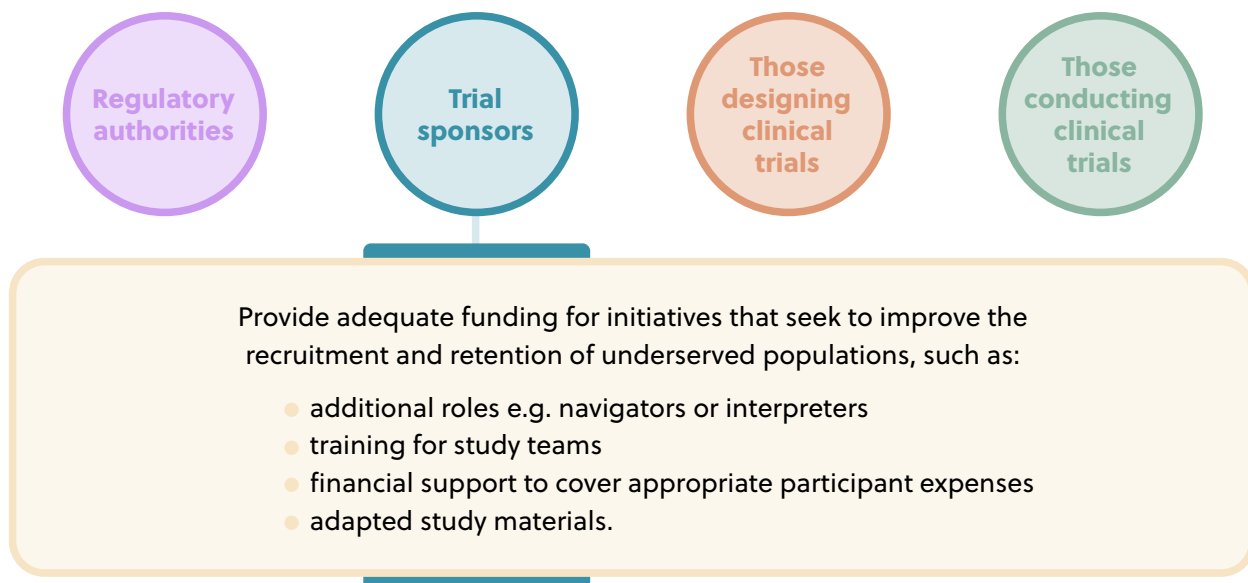 Regulatory
authorities
Trial
sponsors
Those
designing
clinical
trials
Those
conducting
clinical
trials
Provide adequate funding for initiatives that seek to improve the
recruitment and retention of underserved populations, such as:
additional roles e.g. navigators or interpreters
training for study teams
financial support to cover appropriate participant expenses
adapted study materials.